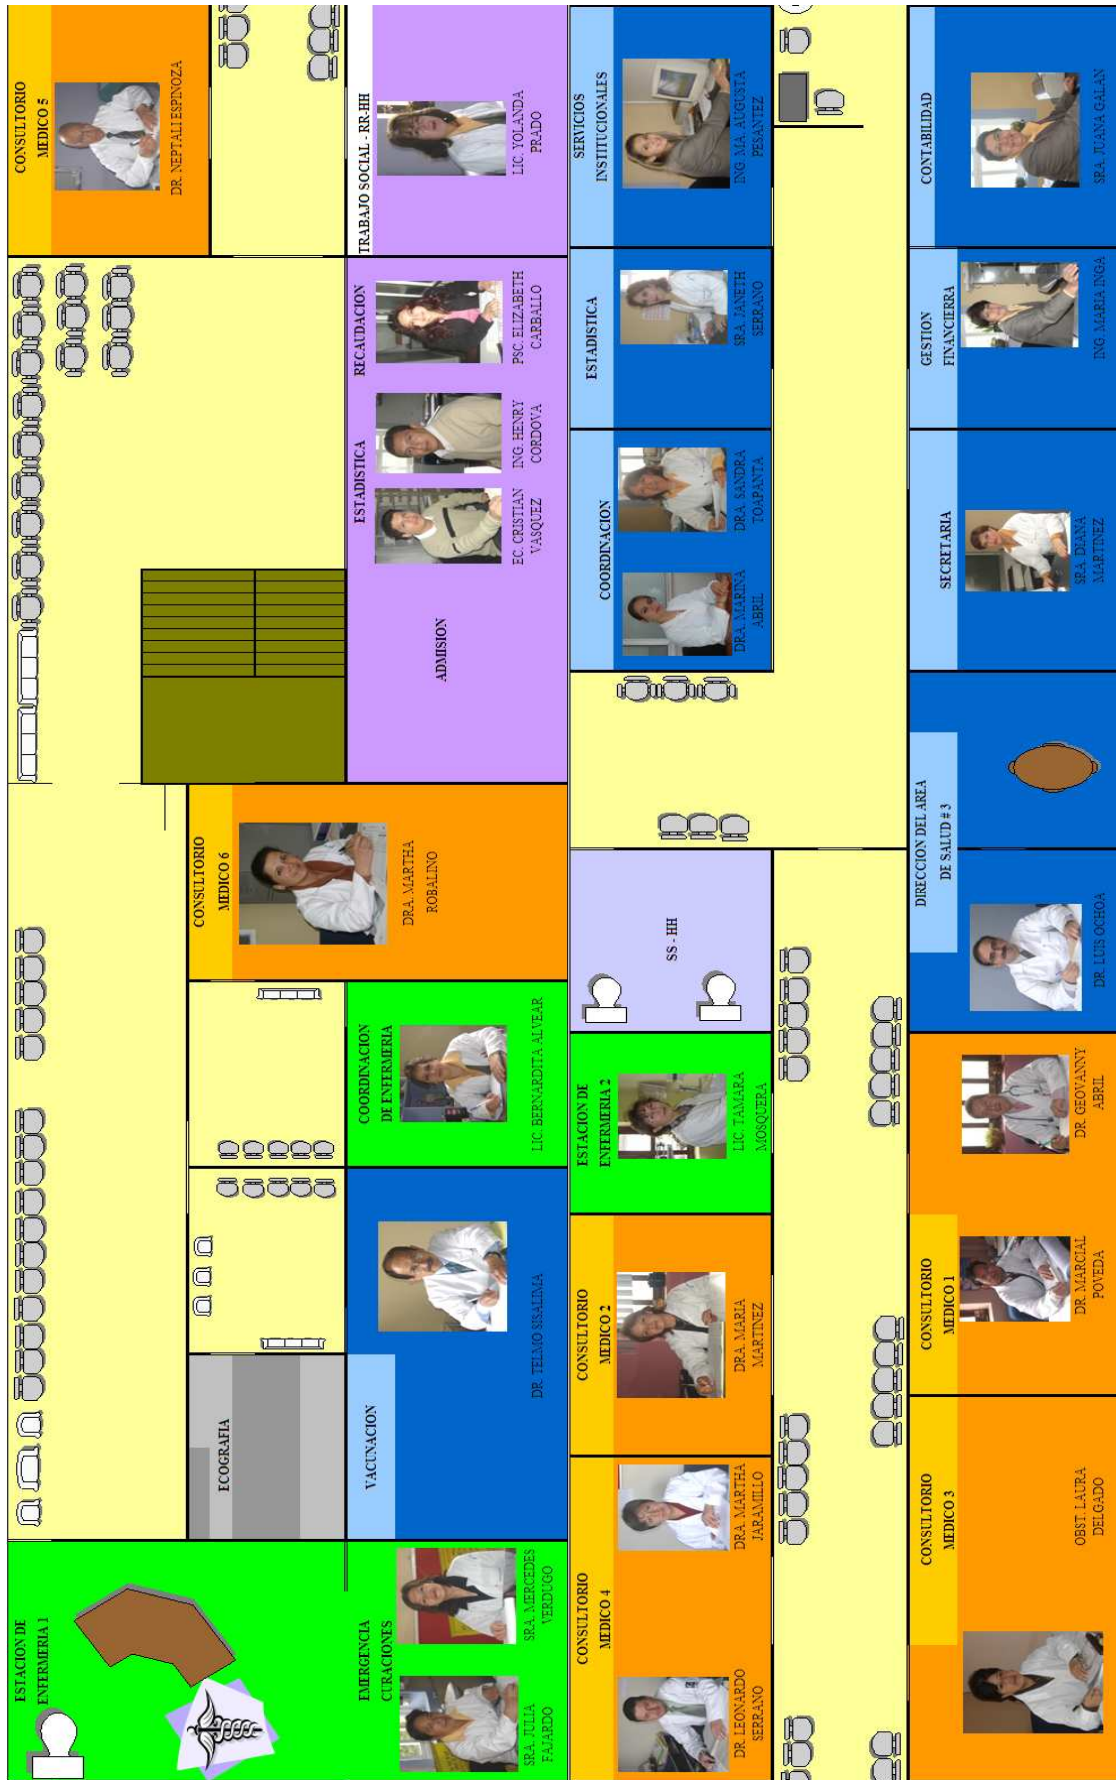 ESTACION DE
ENFERMERIA 1
EMERGENCIA
CURACIONES
SRA. JULIA
FAJARDO
SRA. MERCEDES
VERDUGO
ECOGRAFIA
VACUNACION
DR. TELMO SISALIMA
COORDINACION
DE ENFERMERIA
LIC. BERNARDITA ALVEAR
CONSULTORIO
MEDICO 6
DRA. MARTHA
ROBALINO
ADMISION
ESTADISTICA
EC. CRISTIAN
VASQUEZ
ING. HENRY
CORDOVA
RECAUDACION
PSC. ELIZABETH
CARBALLO
TRABAJO SOCIAL - RR-HH
LIC. YOLANDA
PRADO
CONSULTORIO
MEDICO 5
DR. NEPTALI ESPINOZA
CONSULTORIO
MEDICO 4
DR. LEONARDO
SERRANO
DRA. MARTHA
JARAMILLO
CONSULTORIO
MEDICO 2
DRA. MARIA
MARTINEZ
ESTACION DE
ENFERMERIA 2
LIC. TAMARA
MOSQUERA
SS - HH
COORDINACION
DRA. MARINA
ABRIL
DRA. SANDRA
TOAPANTA
ESTADISTICA
SRA. JANETH
SERRANO
SERVICIOS
INSTITUCIONALES
ING. MA. AUGUSTA
PESANTEZ
CONSULTORIO
MEDICO 3
OBST. LAURA
DELGADO
CONSULTORIO
MEDICO 1
DR. MARCIAL
POVEDA
DR. GEOVANNY
ABRIL
DIRECCION DEL AREA
DE SALUD # 3
DR. LUIS OCHOA
SECRETARIA
SRA. DIANA
MARTINEZ
GESTION
FINANCIERRA
ING. MARIA INGA
CONTABILIDAD
SRA. JUANA GALAN